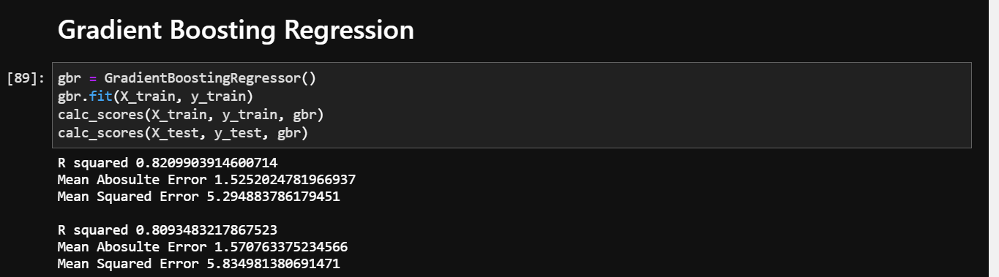 Gradient Boosting Regression
[89]:
gbr = GradientBoostingRegressor()
gbr.fit(X_train, y_train)
calc_scores(X_train, y_train, gbr)
calc_scores(X_test, y_test, gbr)
R squared 0.8209903914600714
Mean Abosulte Error 1.5252024781966937
Mean Squared Error 5.294883786179451
R squared 0.8093483217867523
Mean Abosulte Error 1.570763375234566
Mean Squared Error 5.834981380691471